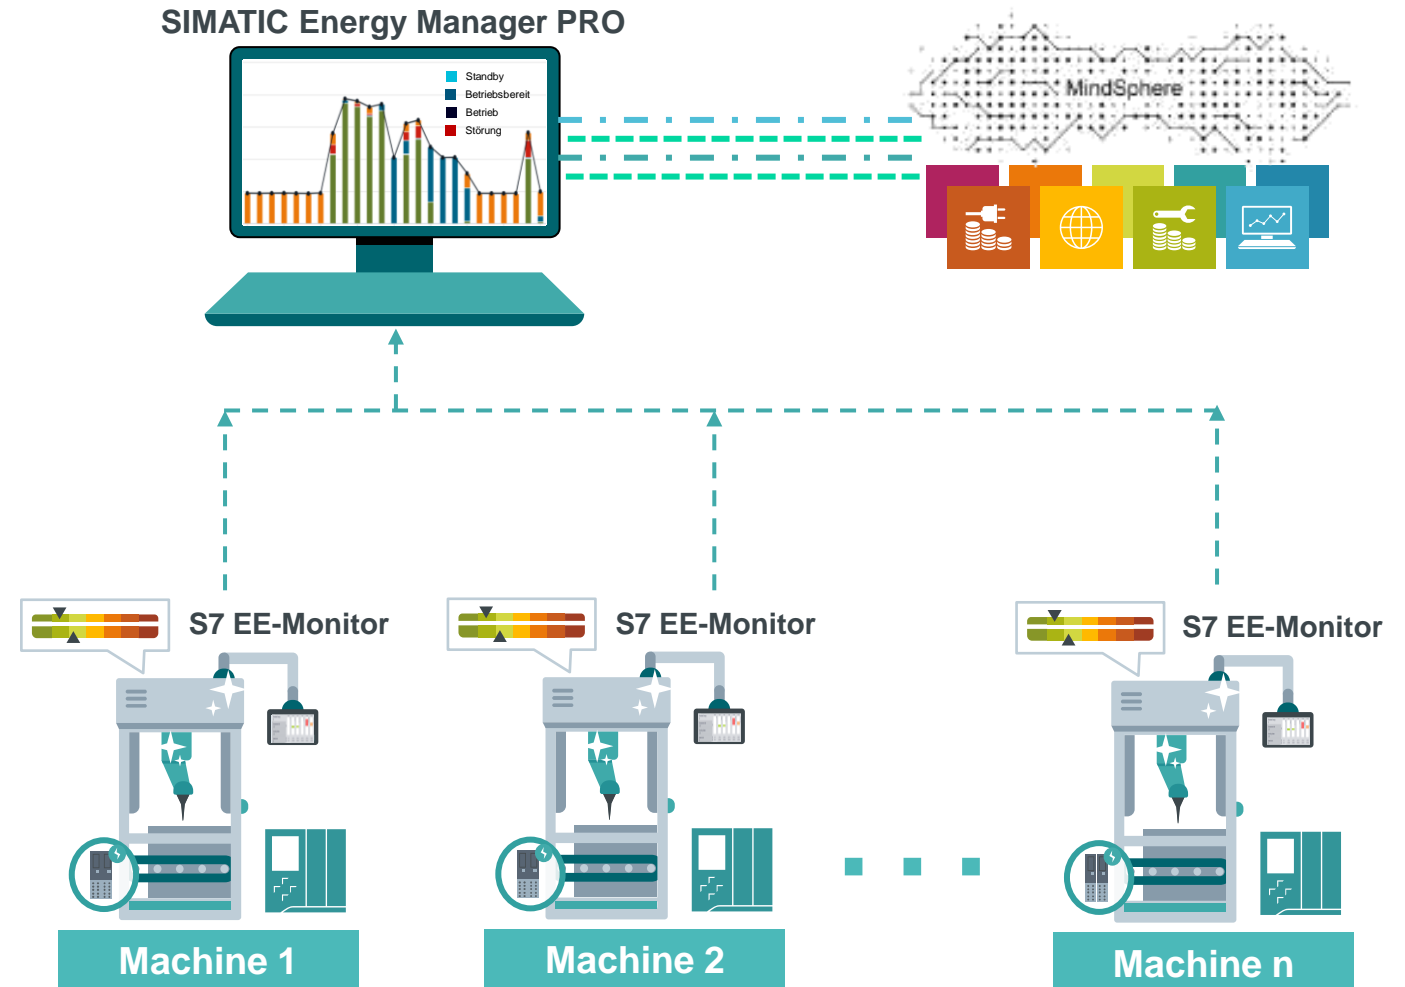 SIMATIC Energy Manager PRO
Standby
Betriebsbereit
Betrieb
Störung
MindSphere
S7 EE-Monitor
S7 EE-Monitor
S7 EE-Monitor
Machine 1
Machine 2
Machine n